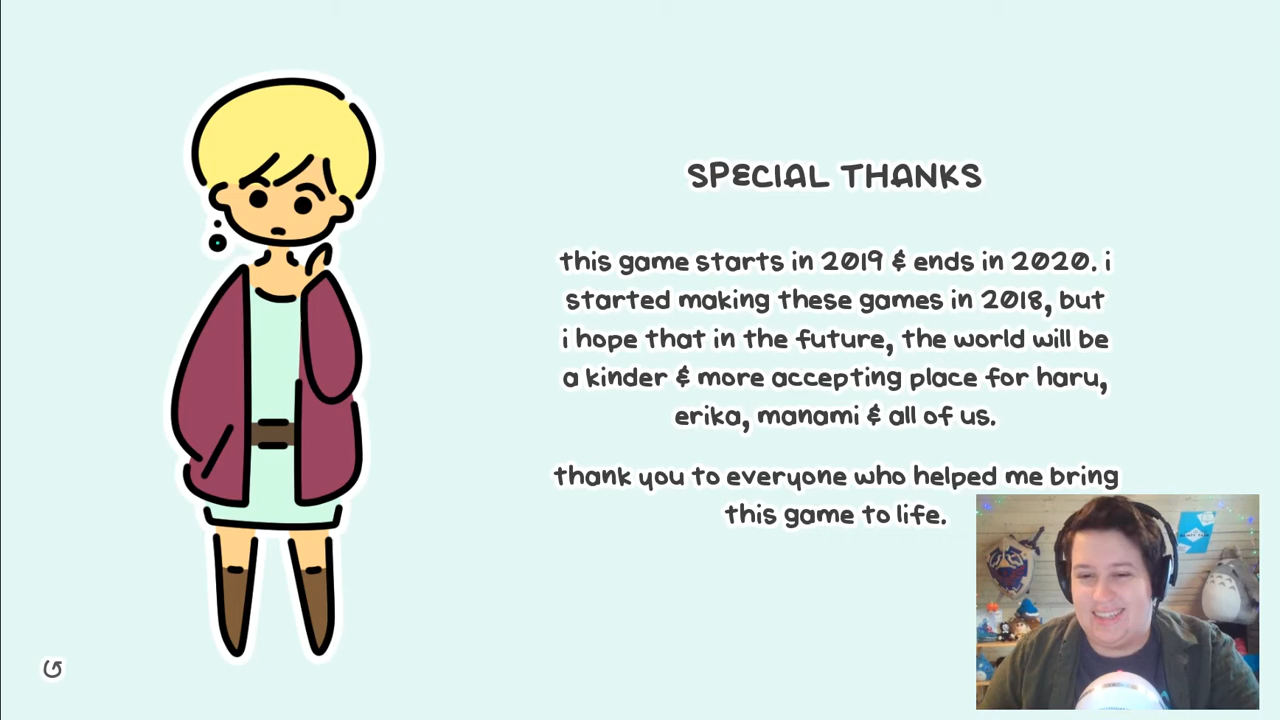 SPECIAL THANKS
this game starts in 2019 & ends in 2020. i
started making these games in 2018, but
i hope that in the future, the world will be
a kinder & more accepting place for haru,
erika, manami & all of us.
thank you to everyone who helped me bring
this game to life.